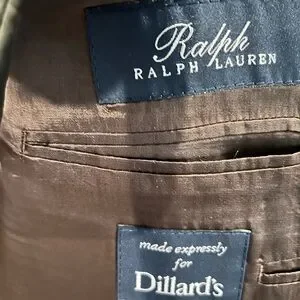 Ralph
RALPH LAUREN
made expressly
for
Dillard's